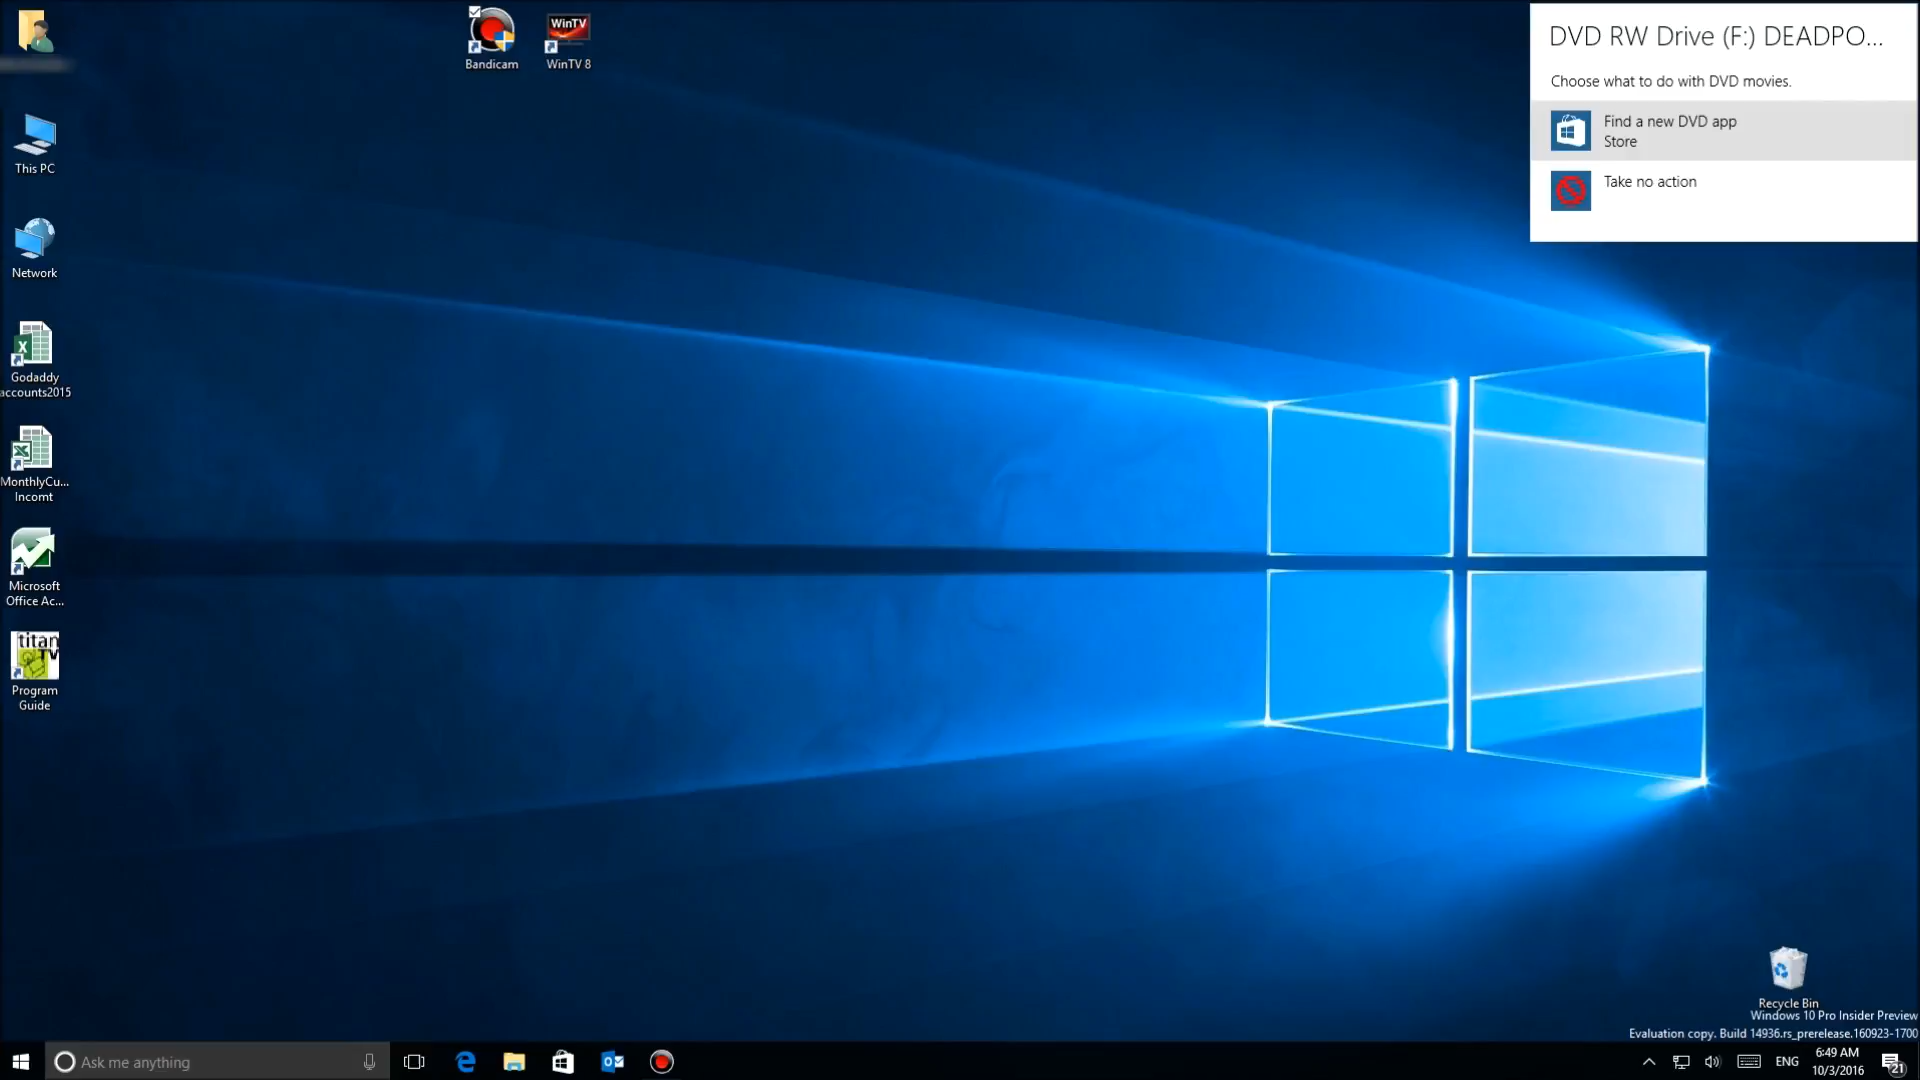 Bandicam
WinTV
WinTV 8
DVD RW Drive (F:) DEADPO...
Choose what to do with DVD movies.
Find a new DVD app
Store
Take no action
This PC
Network
Godaddy
accounts2015
MonthlyCu...
Incomt
Microsoft
Office Ac...
titan
TV
Program
Guide
Recycle Bin
Windows 10 Pro Insider Preview
Evaluation copy. Build 14936.rs_prerelease.160923-1700
Ask me anything
ENG
6:49 AM
10/3/2016
21